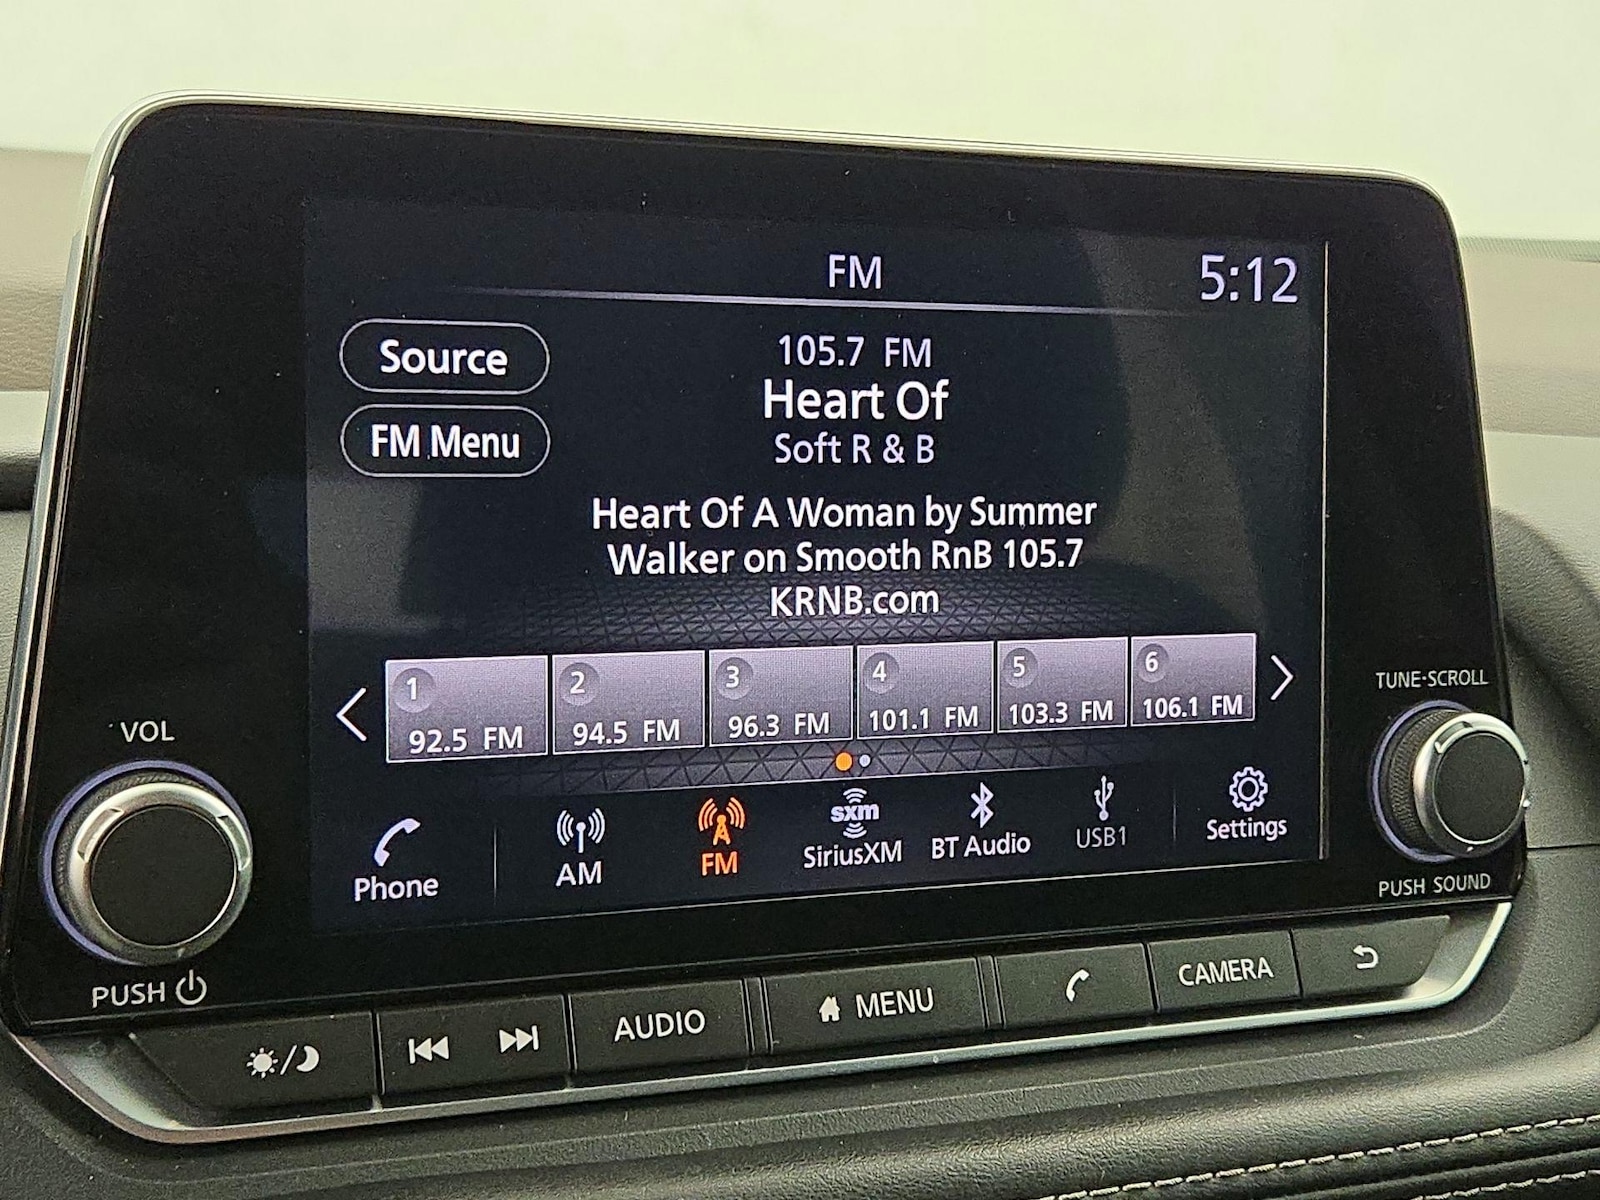 FM
5:12
Source
FM Menu
105.7 FM
Heart Of
Soft R & B
Heart Of A Woman by Summer
Walker on Smooth RnB 105.7
KRNB.com
1
92.5 FM
2
94.5 FM
3
96.3 FM
4
101.1 FM
5
103.3 FM
6
106.1 FM
Phone
AM
FM
sxm
SiriusXM
BT Audio
USB1
Settings
VOL
PUSH
TUNE·SCROLL
PUSH SOUND
AUDIO
MENU
CAMERA